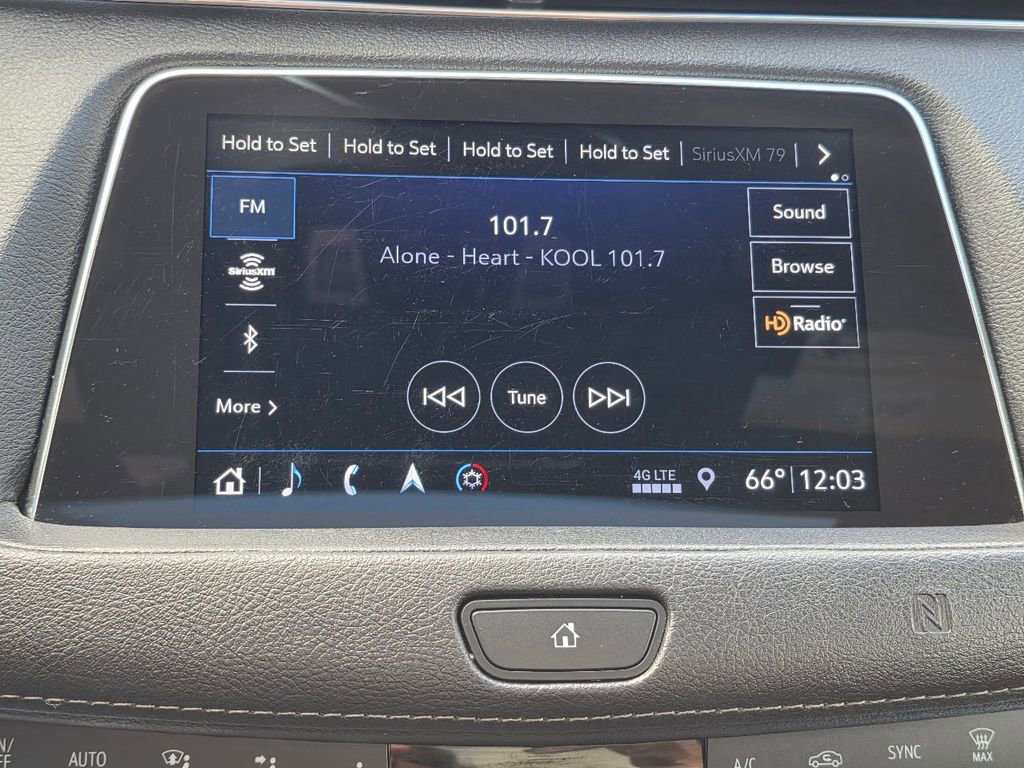 Hold to Set Hold to Set Hold to Set Hold to Set SiriusXM 79
FM
101.7
Sound
Alone - Heart - KOOL 101.7
SiriusXM
Browse
HD Radio
More
Tune
4G LTE
66° 12:03
N
AUTO
A/C
SYNC
MAX